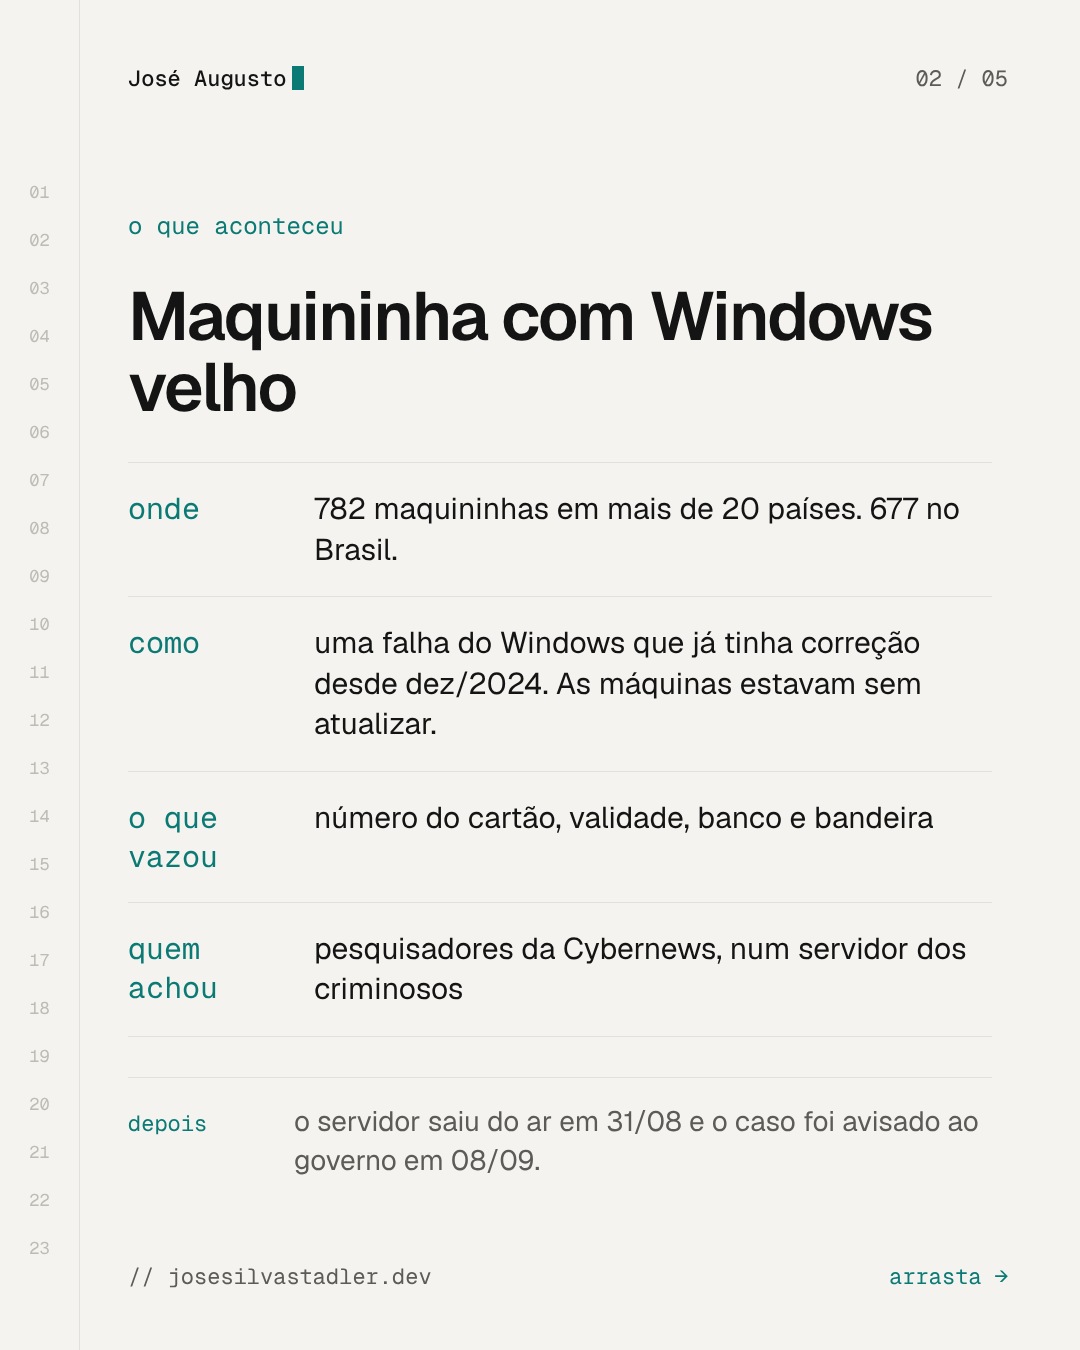 José Augusto
02 / 05
o que aconteceu
Maquininha com Windows
velho
onde
782 maquininhas em mais de 20 países. 677 no
Brasil.
como
uma falha do Windows que já tinha correção
desde dez/2024. As máquinas estavam sem
atualizar.
o que
vazou
número do cartão, validade, banco e bandeira
quem
achou
pesquisadores da Cybernews, num servidor dos
criminosos
depois
o servidor saiu do ar em 31/08 e o caso foi avisado ao
governo em 08/09.
// josesilvastadler.dev
arrasta →
01
02
03
04
05
06
07
08
09
10
11
12
13
14
15
16
17
18
19
20
21
22
23